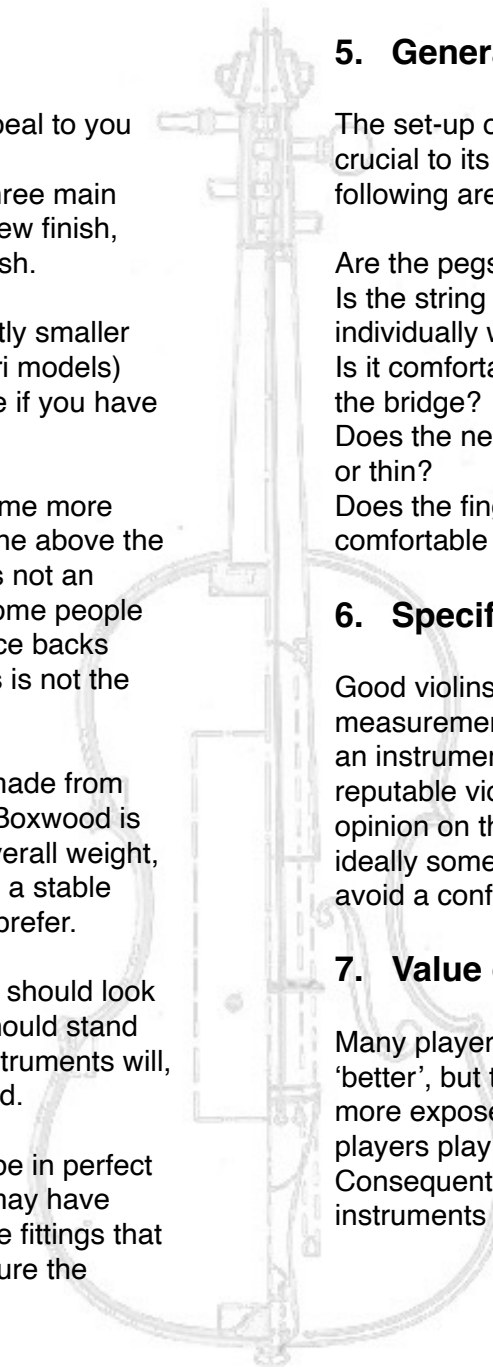 peal to you
hree main
ew finish,
sh.
tly smaller
ri models)
e if you have
me more
ne above the
s not an
ome people
ce backs
s is not the
made from
Boxwood is
verall weight,
a stable
prefer.
should look
hould stand
truments will,
d.
be in perfect
may have
e fittings that
ure the
5. Genera
The set-up o
crucial to its
following are
Are the pegs
Is the string
individually w
Is it comforta
the bridge?
Does the ne
or thin?
Does the fing
comfortable
6. Specif
Good violins
measuremen
an instrumen
reputable vio
opinion on th
ideally some
avoid a conf
7. Value
Many player
‘better’, but t
more expose
players play
Consequent
instruments